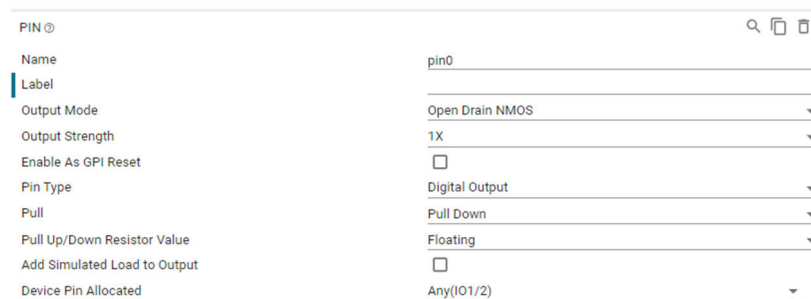 PIN
Name pin0
Label
Output Mode Open Drain NMOS
Output Strength 1X
Enable As GPI Reset
Pin Type Digital Output
Pull Pull Down
Pull Up/Down Resistor Value Floating
Add Simulated Load to Output
Device Pin Allocated Any(IO1/2)